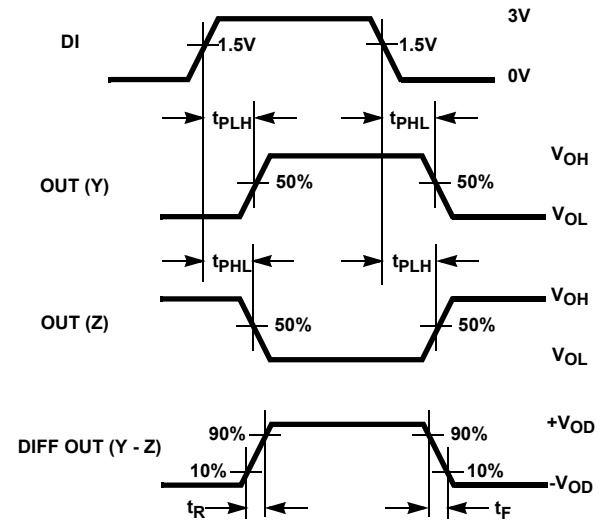 3V
DI
1.5V
1.5V
0V
tPLH
tPHL
VOH
OUT (Y)
50%
50%
VOL
tPHL
tPLH
VOH
OUT (Z)
50%
50%
VOL
+VOD
DIFF OUT (Y - Z)
90%
90%
10%
10%
-VOD
tR
tF